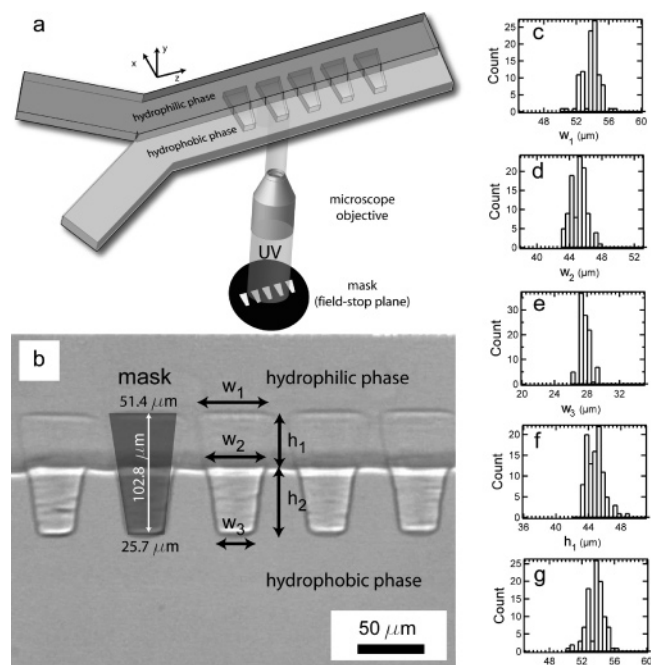 a
x
y
z
hydrophilic phase
hydrophobic phase
microscope
objective
UV
mask
(field-stop plane)
b
mask
51.4 μm
102.8 μm
25.7 μm
w1
w2
w3
h1
h2
hydrophilic phase
hydrophobic phase
50 μm
c
Count
25
20
15
10
5
0
48 52 56 60
w1 (μm)
d
Count
20
15
10
5
0
40 44 48 52
w2 (μm)
e
Count
30
20
10
0
20 24 28 32
w3 (μm)
f
Count
20
15
10
5
0
36 40 44 48
h1 (μm)
g
Count
25
20
15
10
5
0
48 52 56 60